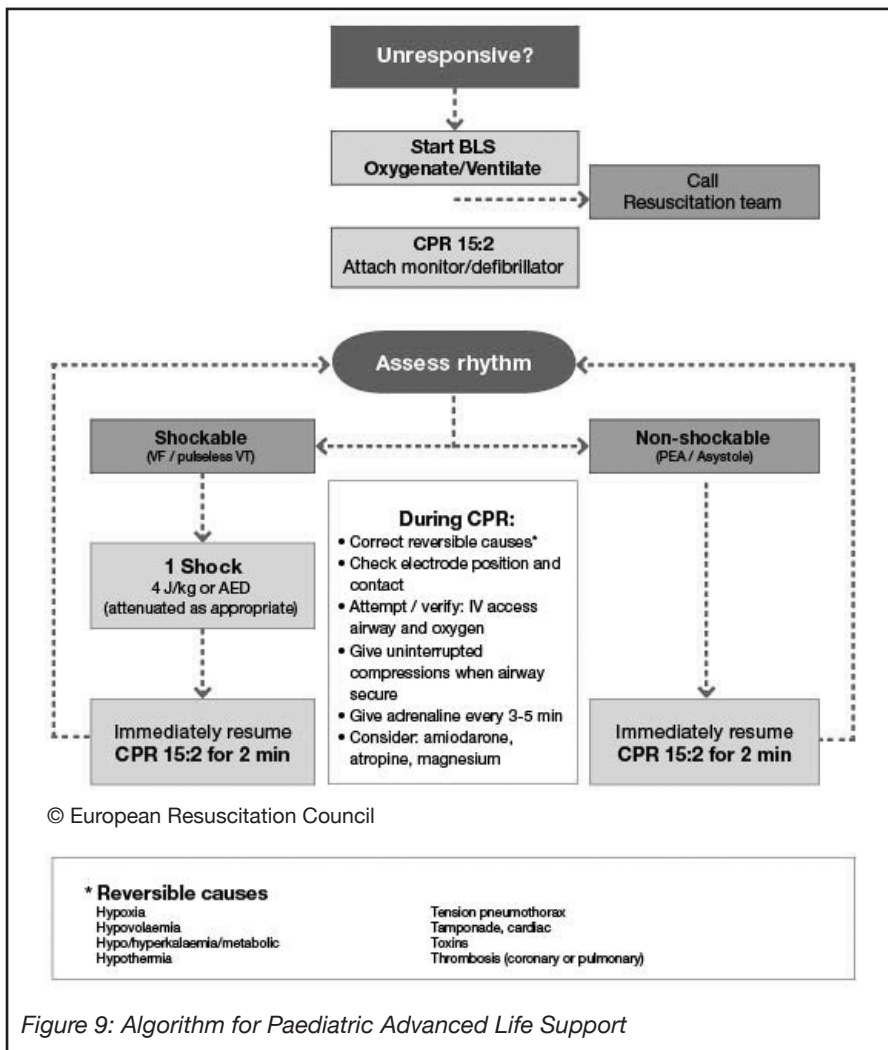 Unresponsive?
Start BLS
Oxygenate/Ventilate
Call
Resuscitation team
CPR 15:2
Attach monitor/defibrillator
Assess rhythm
Shockable
(VF / pulseless VT)
Non-shockable
(PEA / Asystole)
1 Shock
4 J/kg or AED
(attenuated as appropriate)
During CPR:
• Correct reversible causes*
• Check electrode position and
contact
• Attempt / verify: IV access
airway and oxygen
• Give uninterrupted
compressions when airway
secure
• Give adrenaline every 3-5 min
• Consider: amiodarone,
atropine, magnesium
Immediately resume
CPR 15:2 for 2 min
Immediately resume
CPR 15:2 for 2 min
© European Resuscitation Council
* Reversible causes
Hypoxia
Hypovolaemia
Hypo/hyperkalaemia/metabolic
Hypothermia
Tension pneumothorax
Tamponade, cardiac
Toxins
Thrombosis (coronary or pulmonary)
Figure 9: Algorithm for Paediatric Advanced Life Support